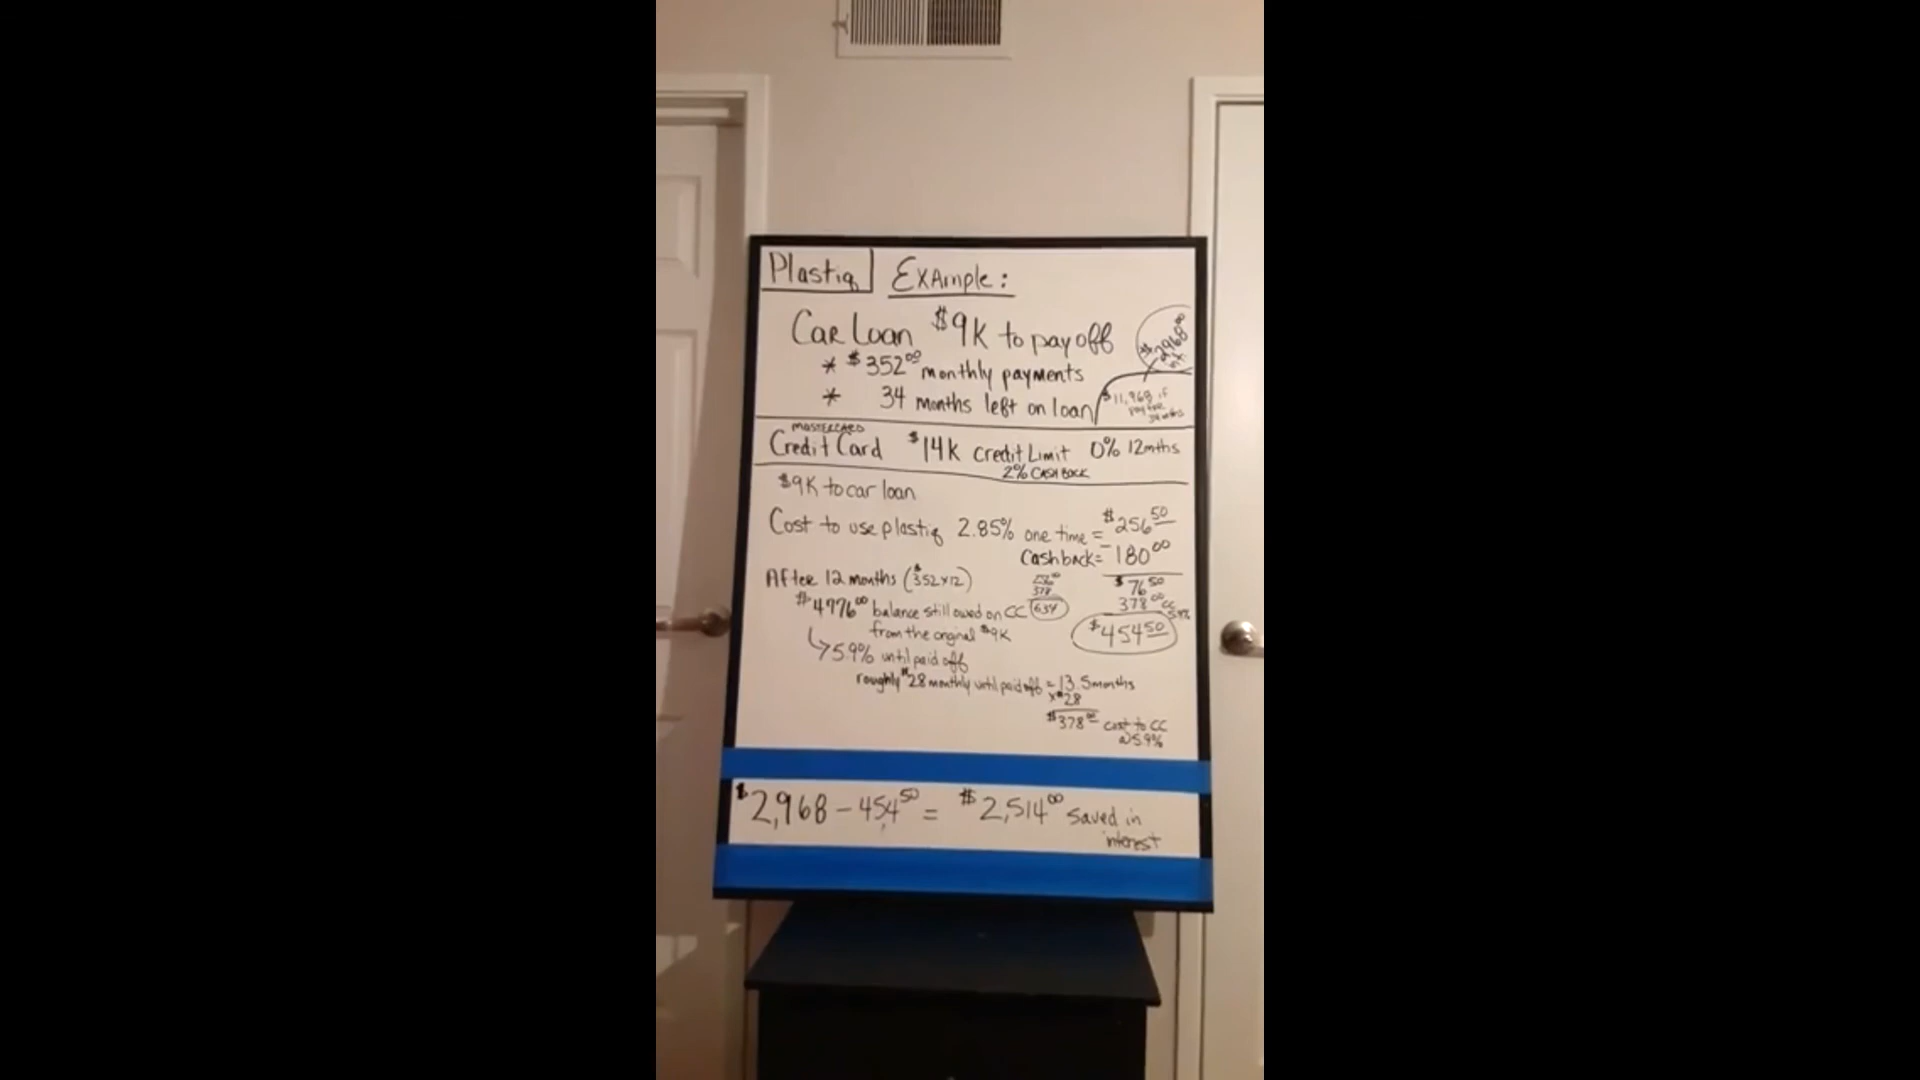 Plastiq Example:
Car Loan $9K to pay off
$2968.00 int.
* $352.00 monthly payments
* 34 months left on loan
$11,968 if
pay for
34 mths
MASTERCARD
Credit Card $14K credit Limit 0% 12mths
2% CASH BACK
$9K to car loan
Cost to use plastiq 2.85% one time = $256.50
Cashback = -180.00
$76.50
378.00 CC
5.9%
$454.50
After 12 months ($352x12)
378
634
$4776.00 balance still owed on CC
from the original $9K
↳ 5.9% until paid off
roughly $28 monthly until paid off = 13.5 months
x $28
$378.00 cost to CC
@ 5.9%
$2,968 - 454.50 = $2,514.00 saved in
interest